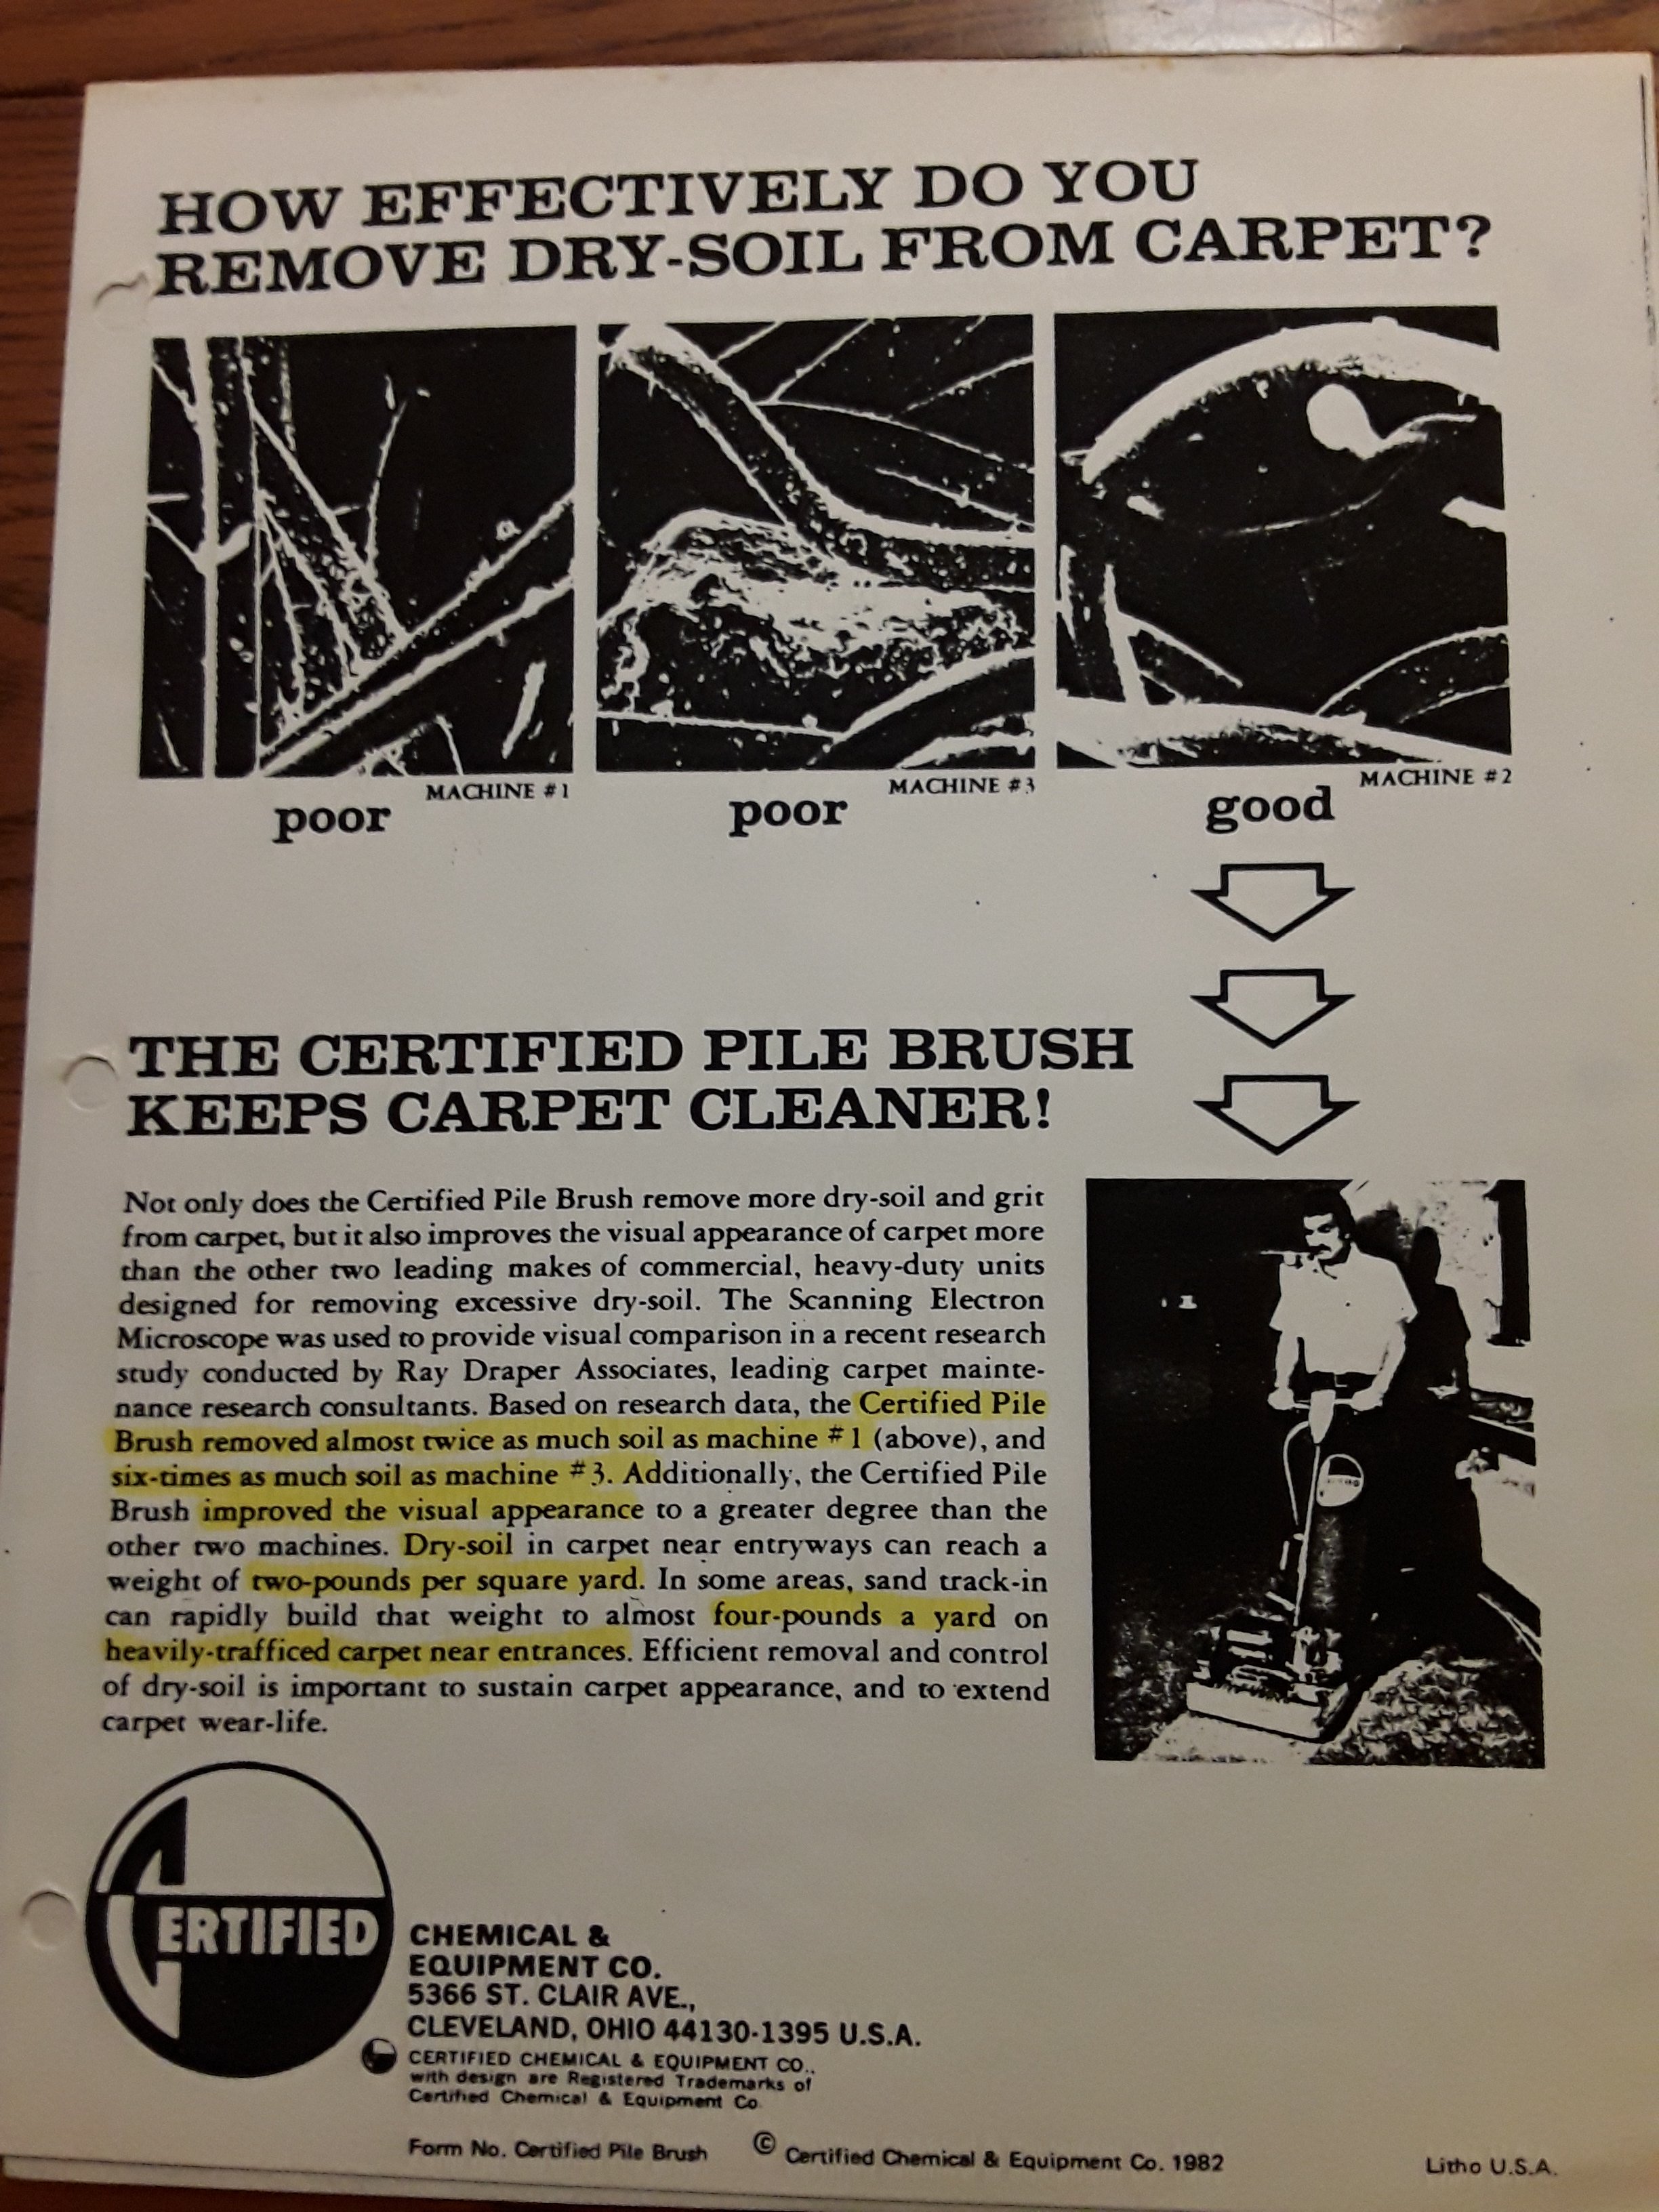 HOW EFFECTIVELY DO YOU
REMOVE DRY-SOIL FROM CARPET?
MACHINE #1
poor
MACHINE #3
poor
MACHINE #2
good
THE CERTIFIED PILE BRUSH
KEEPS CARPET CLEANER!
Not only does the Certified Pile Brush remove more dry-soil and grit
from carpet, but it also improves the visual appearance of carpet more
than the other two leading makes of commercial, heavy-duty units
designed for removing excessive dry-soil. The Scanning Electron
Microscope was used to provide visual comparison in a recent research
study conducted by Ray Draper Associates, leading carpet mainte-
nance research consultants. Based on research data, the Certified Pile
Brush removed almost twice as much soil as machine #1 (above), and
six-times as much soil as machine #3. Additionally, the Certified Pile
Brush improved the visual appearance to a greater degree than the
other two machines. Dry-soil in carpet near entryways can reach a
weight of two-pounds per square yard. In some areas, sand track-in
can rapidly build that weight to almost four-pounds a yard on
heavily-trafficed carpet near entrances. Efficient removal and control
of dry-soil is important to sustain carpet appearance, and to extend
carpet wear-life.
CERTIFIED
CHEMICAL &
EQUIPMENT CO.
5366 ST. CLAIR AVE.,
CLEVELAND, OHIO 44130-1395 U.S.A.
CERTIFIED CHEMICAL & EQUIPMENT CO.,
with design are Registered Trademarks of
Certified Chemical & Equipment Co.
Form No. Certified Pile Brush © Certified Chemical & Equipment Co. 1982 Litho U.S.A.